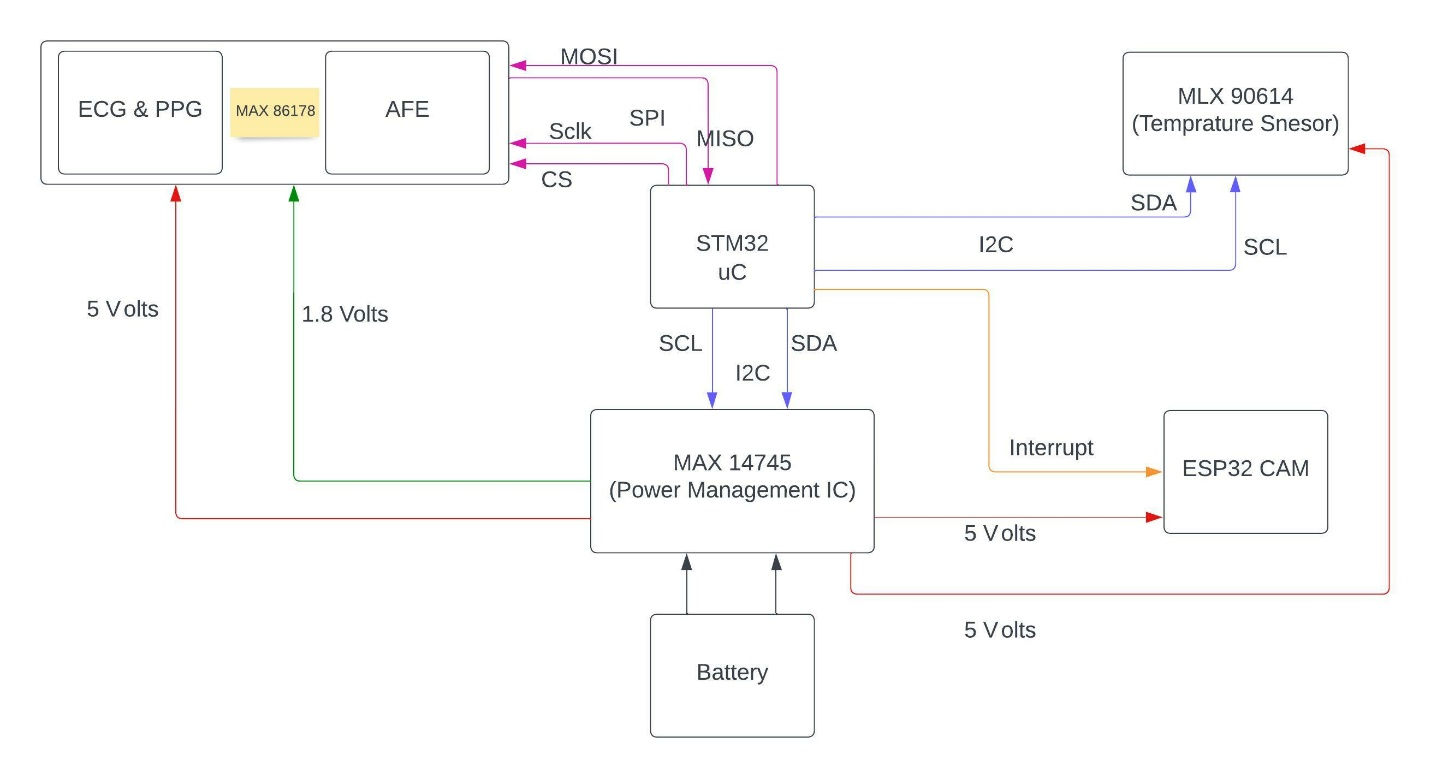 MOSI
ECG & PPG
MAX 86178
AFE
SPI
Sclk
MISO
CS
MLX 90614
(Temprature Snesor)
SDA
I2C
SCL
STM32
uC
5 Volts
1.8 Volts
SCL
SDA
I2C
MAX 14745
(Power Management IC)
Interrupt
ESP32 CAM
5 Volts
5 Volts
Battery